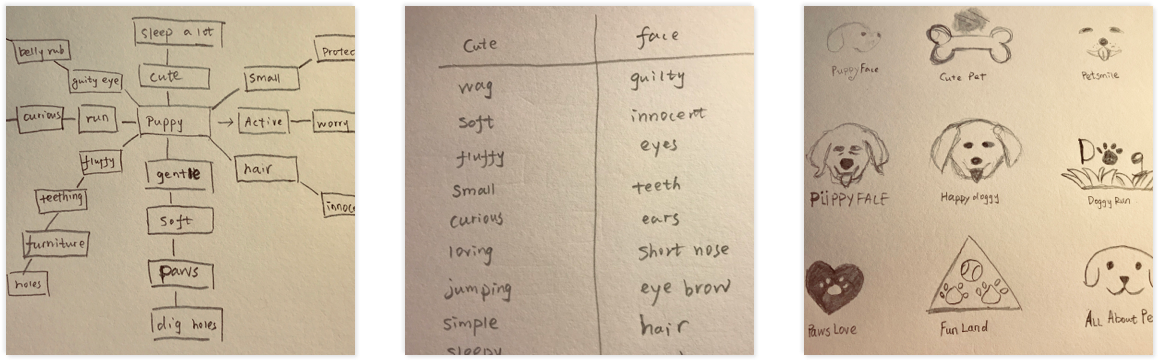 sleep a lot
belly rub
cute
small
Protec
guity eye
curious
run
Puppy
Active
worry
fluffy
gentle
hair
teething
soft
innoce
furniture
paws
holes
dig holes
Cute
face
wag
guilty
soft
innocent
fluffy
eyes
small
teeth
curious
ears
loving
short nose
jumping
eye brow
simple
hair
sleepy
Puppy Face
Cute Pet
Petsmile
PÜPPYFACE
Happy doggy
D g
Doggy Run
Paws Love
Fun Land
All About Pe